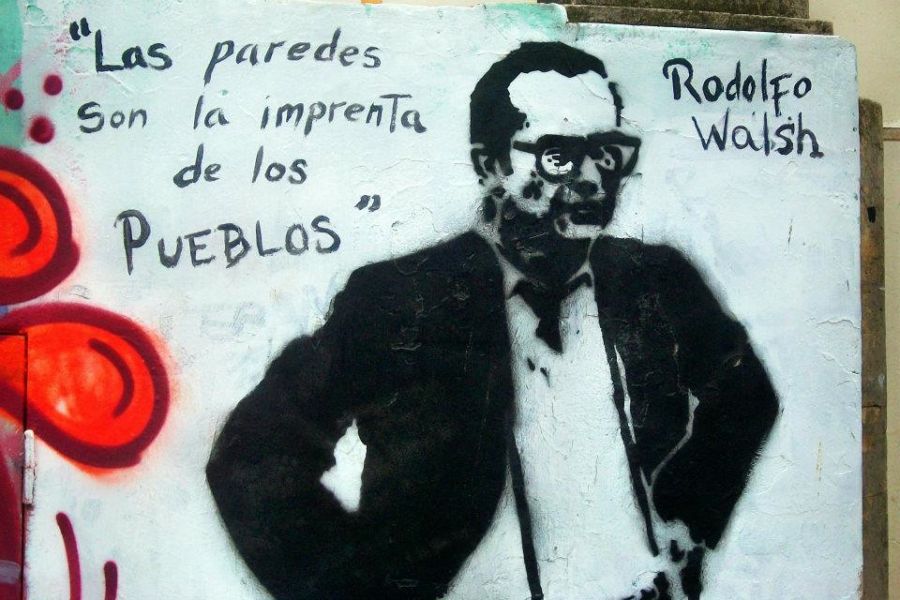 "Las paredes
son la imprenta
de los
PUEBLOS"
Rodolfo
Walsh